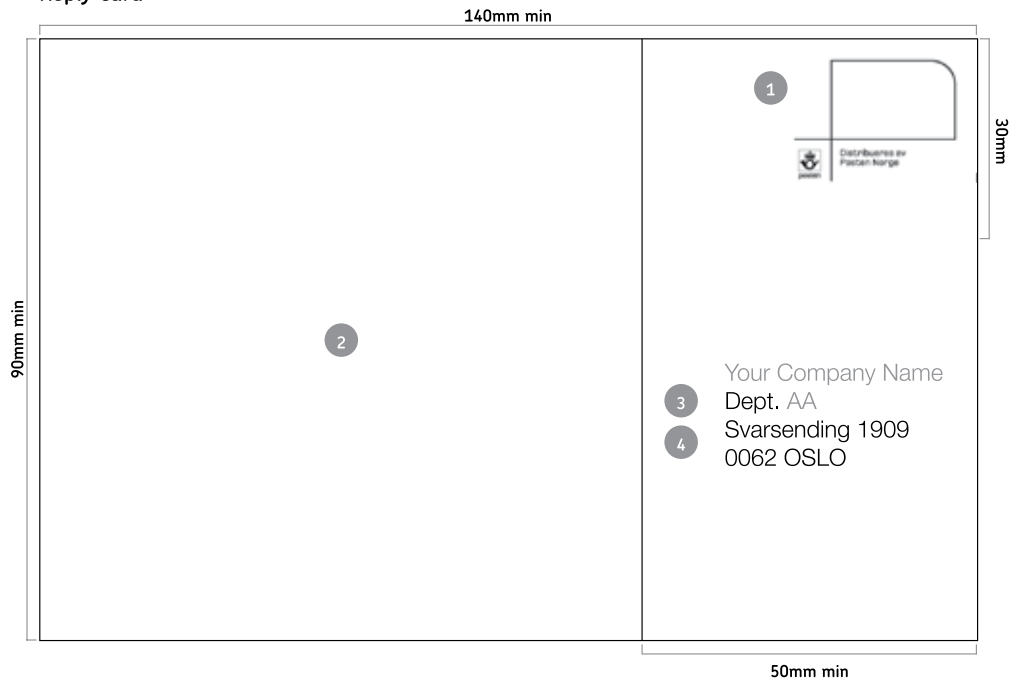 Reply Card
140mm min
1
30mm
Distribueres av
Posten Norge
posten
90mm min
2
Your Company Name
3
Dept. AA
Svarsending 1909
4
0062 OSLO
50mm min